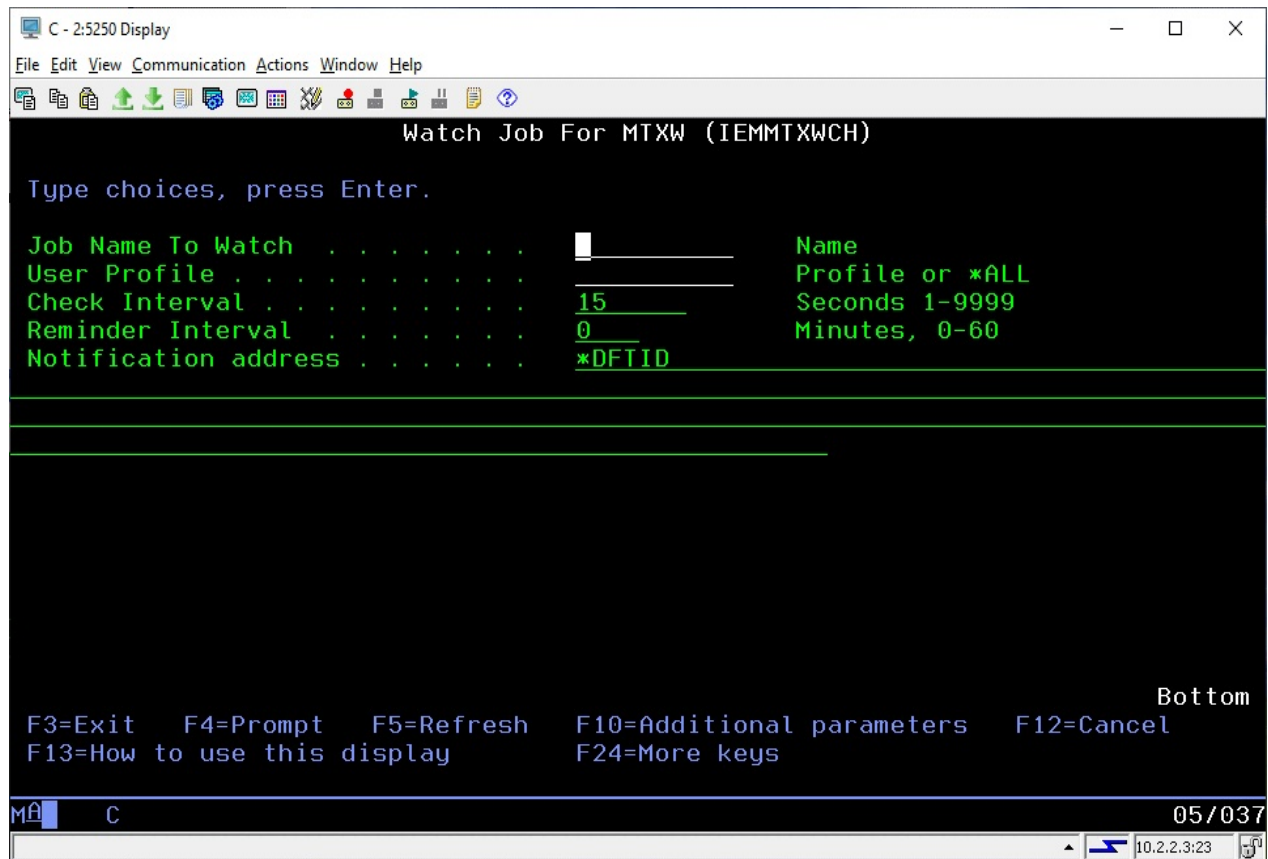 C - 2:5250 Display
File Edit View Communication Actions Window Help
Watch Job For MTXW (IEMMTXWCH)
Type choices, press Enter.
Job Name To Watch . . . . . . . Name
User Profile . . . . . . . . . . Profile or *ALL
Check Interval . . . . . . . . . 15 Seconds 1-9999
Reminder Interval . . . . . . . 0 Minutes, 0-60
Notification address . . . . . . *DFTID
Bottom
F3=Exit F4=Prompt F5=Refresh F10=Additional parameters F12=Cancel
F13=How to use this display F24=More keys
MA C 05/037
10.2.2.3:23